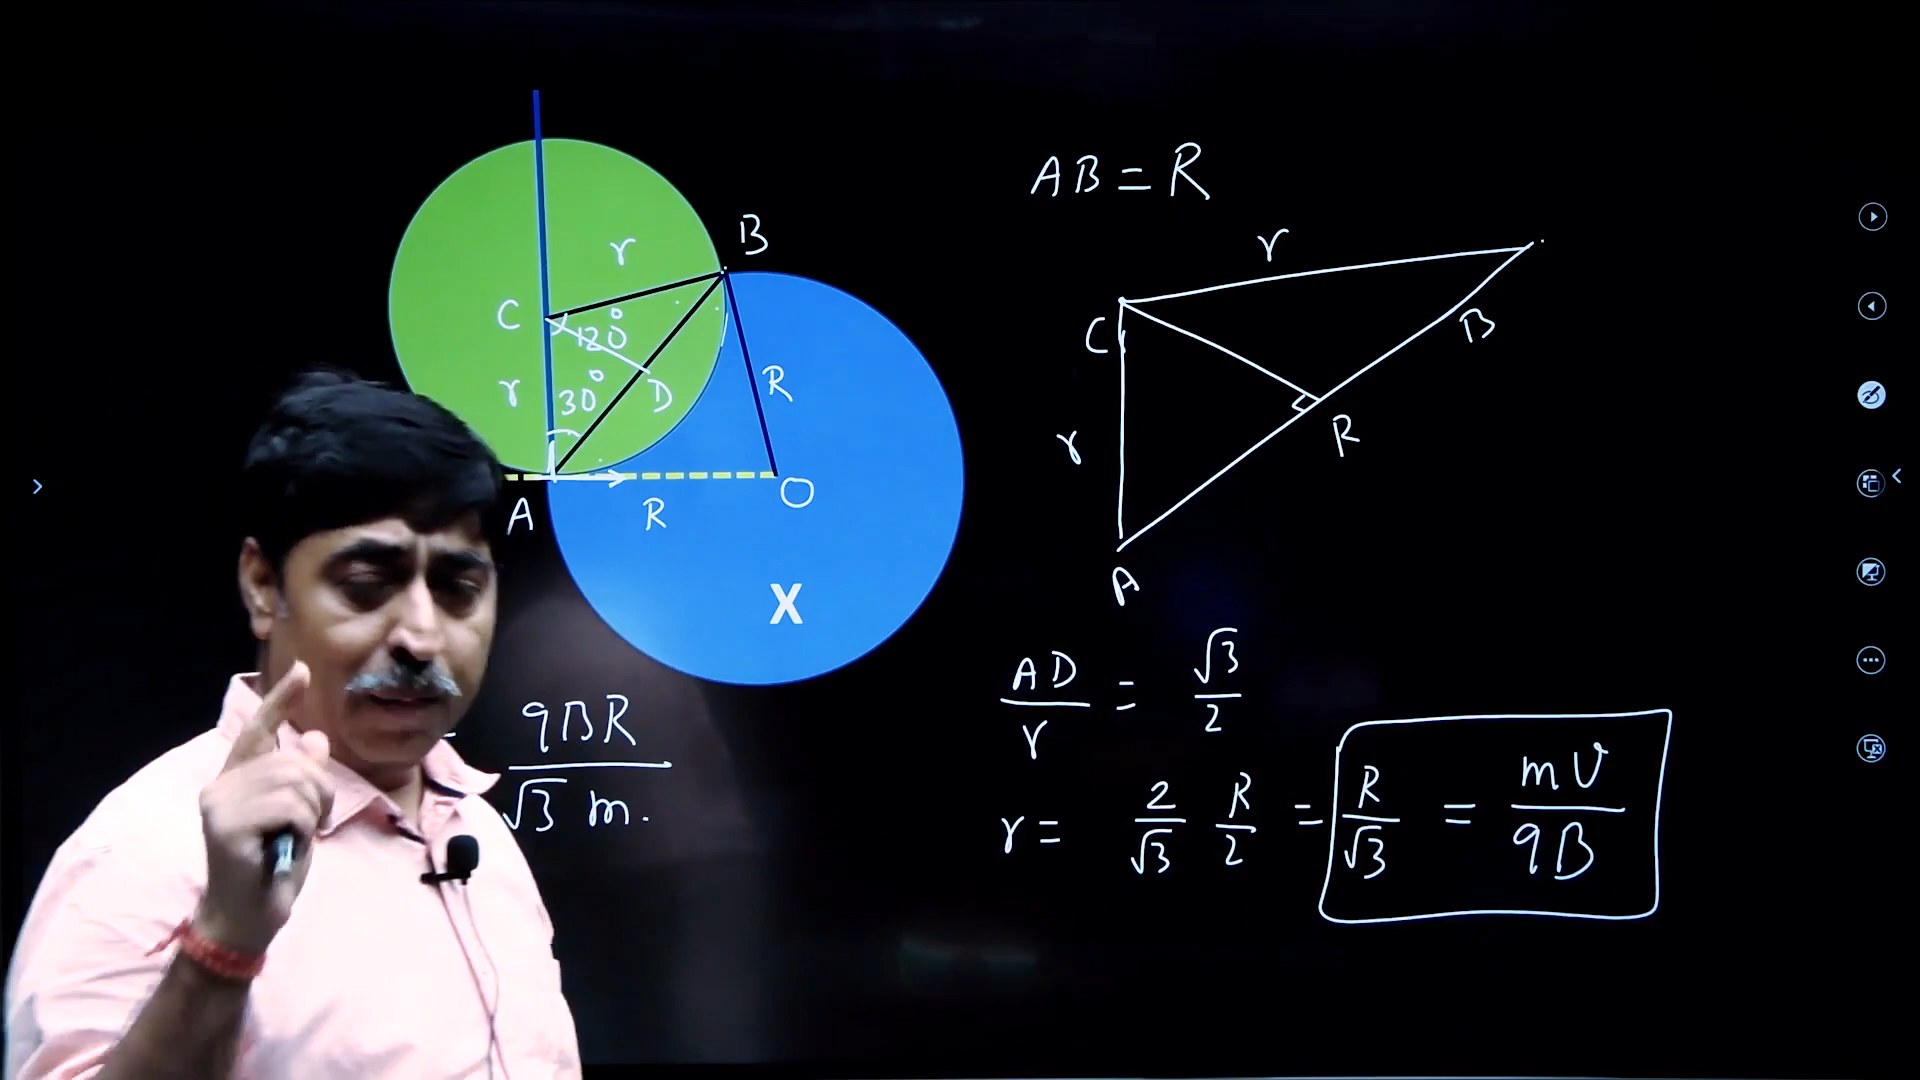 AB = R
B
r
r
C
120°
r
30°
D
R
C
B
R
r
A
R
O
A
X
AD / r = √3 / 2
qBR / √3 m.
r = 2/√3 R/2 = R/√3 = mv / qB